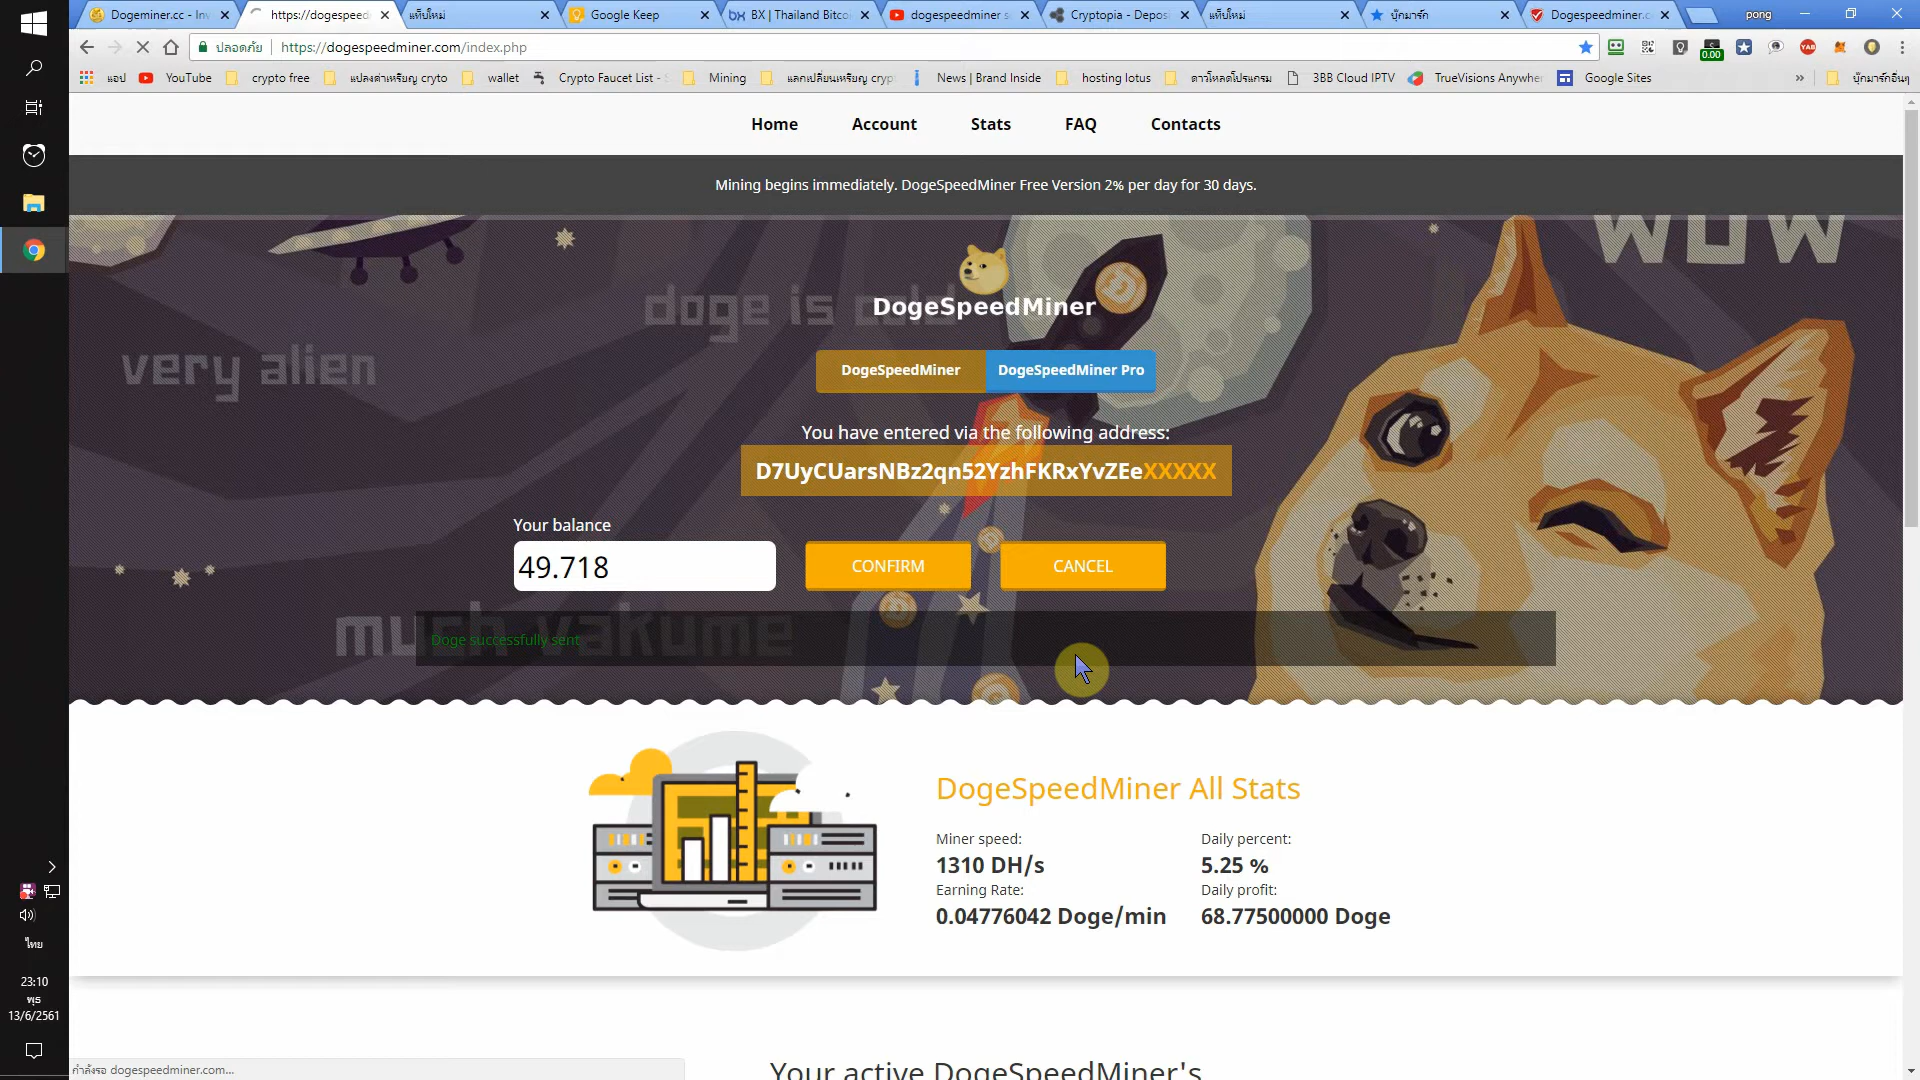 Dogeminer.cc - Inv
https://dogespeed
แท็บใหม่
Google Keep
BX | Thailand Bitco
dogespeedminer s
Cryptopia - Depos
แท็บใหม่
บุ๊กมาร์ก
Dogespeedminer.c
pong
ปลอดภัย
https://dogespeedminer.com/index.php
0.00
YAB
แอป
YouTube
crypto free
แปลงค่าเหรียญ cryto
wallet
Crypto Faucet List -
Mining
แลกเปลี่ยนเหรียญ cryp
News | Brand Inside
hosting lotus
ดาวโหลดโปรแกรม
3BB Cloud IPTV
TrueVisions Anywher
Google Sites
»
บุ๊กมาร์กอื่นๆ
Home
Account
Stats
FAQ
Contacts
Mining begins immediately. DogeSpeedMiner Free Version 2% per day for 30 days.
WOW
doge is cold
very alien
DogeSpeedMiner
DogeSpeedMiner
DogeSpeedMiner Pro
You have entered via the following address:
D7UyCUarsNBz2qn52YzhFKRxYvZEeXXXXX
Your balance
49.718
CONFIRM
CANCEL
much vakume
Doge successfully sent
DogeSpeedMiner All Stats
Miner speed:
1310 DH/s
Daily percent:
5.25 %
Earning Rate:
0.04776042 Doge/min
Daily profit:
68.77500000 Doge
Your active DogeSpeedMiner's
ไทย
23:10
พุธ
13/6/2561
กำลังรอ dogespeedminer.com...